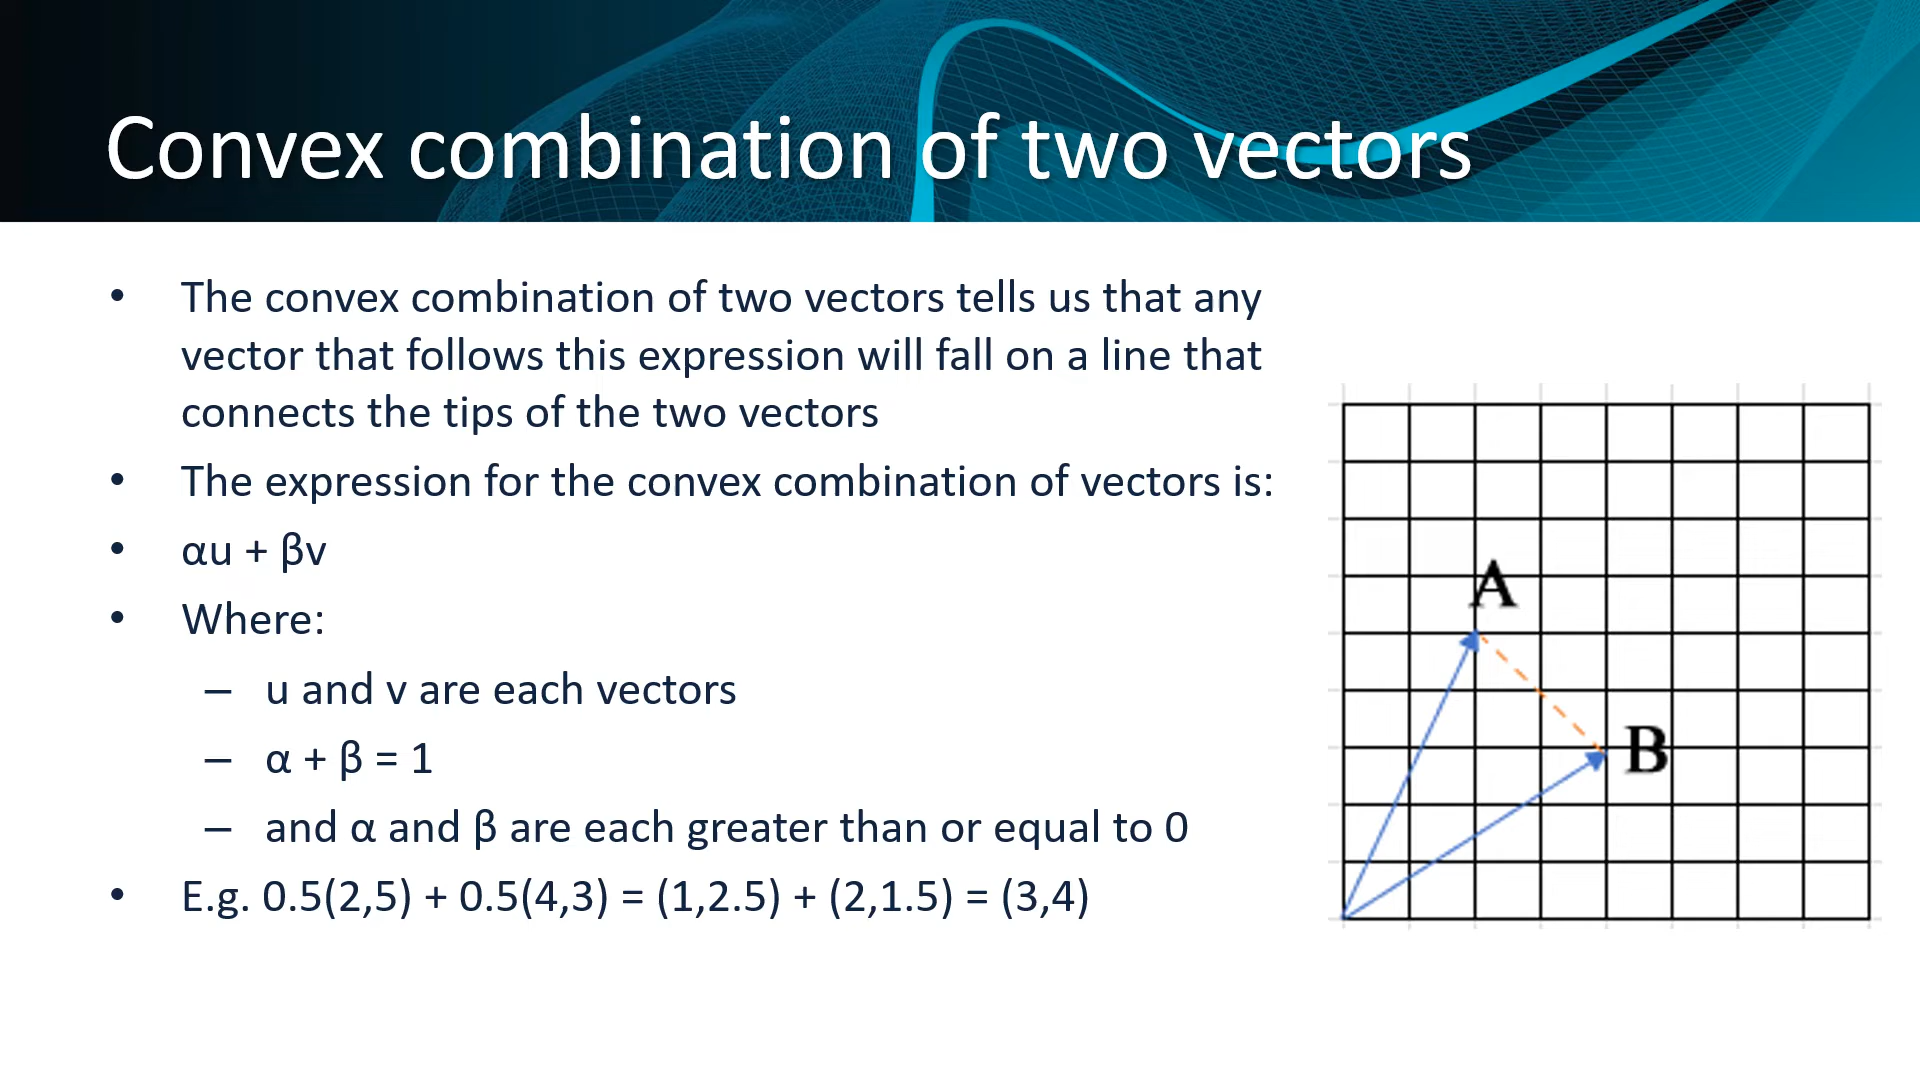 Convex combination of two vectors
• The convex combination of two vectors tells us that any
vector that follows this expression will fall on a line that
connects the tips of the two vectors
• The expression for the convex combination of vectors is:
• αu + βv
• Where:
– u and v are each vectors
– α + β = 1
– and α and β are each greater than or equal to 0
• E.g. 0.5(2,5) + 0.5(4,3) = (1,2.5) + (2,1.5) = (3,4)
A
B